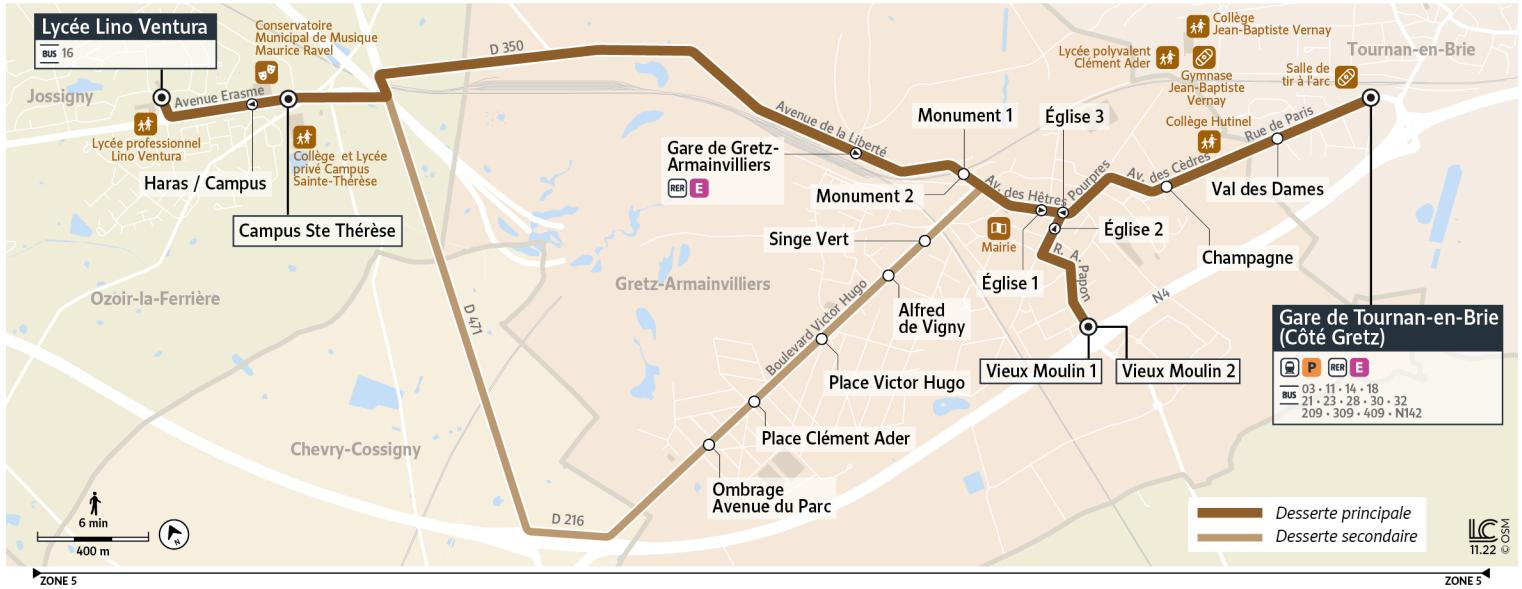 Lycée Lino Ventura
BUS 16
Jossigny
Avenue Erasme
Conservatoire
Municipal de Musique
Maurice Ravel
Lycée professionnel
Lino Ventura
Haras / Campus
Collège et Lycée
privé Campus
Sainte-Thérèse
Campus Ste Thérèse
D 350
Avenue de la Liberté
Gare de Gretz-
Armainvilliers
RER E
Monument 1
Monument 2
Église 3
Av. des Hêtres
Pourpres
Mairie
Église 1
Église 2
R. A. Papon
Av. des Cèdres
Rue de Paris
Lycée polyvalent
Clément Ader
Collège
Jean-Baptiste Vernay
Gymnase
Jean-Baptiste
Vernay
Collège Hutinel
Salle de
tir à l'arc
Tournan-en-Brie
Val des Dames
Champagne
N4
Singe Vert
Alfred
de Vigny
Boulevard Victor Hugo
Place Victor Hugo
Place Clément Ader
Ombrage
Avenue du Parc
Vieux Moulin 1
Vieux Moulin 2
Gare de Tournan-en-Brie
(Côté Gretz)
P RER E
BUS
03 • 11 • 14 • 18
21 • 23 • 28 • 30 • 32
209 • 309 • 409 • N142
Gretz-Armainvilliers
Ozoir-la-Ferrière
D 471
Chevry-Cossigny
D 216
6 min
400 m
N
Desserte principale
Desserte secondaire
LC
11.22
© OSM
ZONE 5
ZONE 5